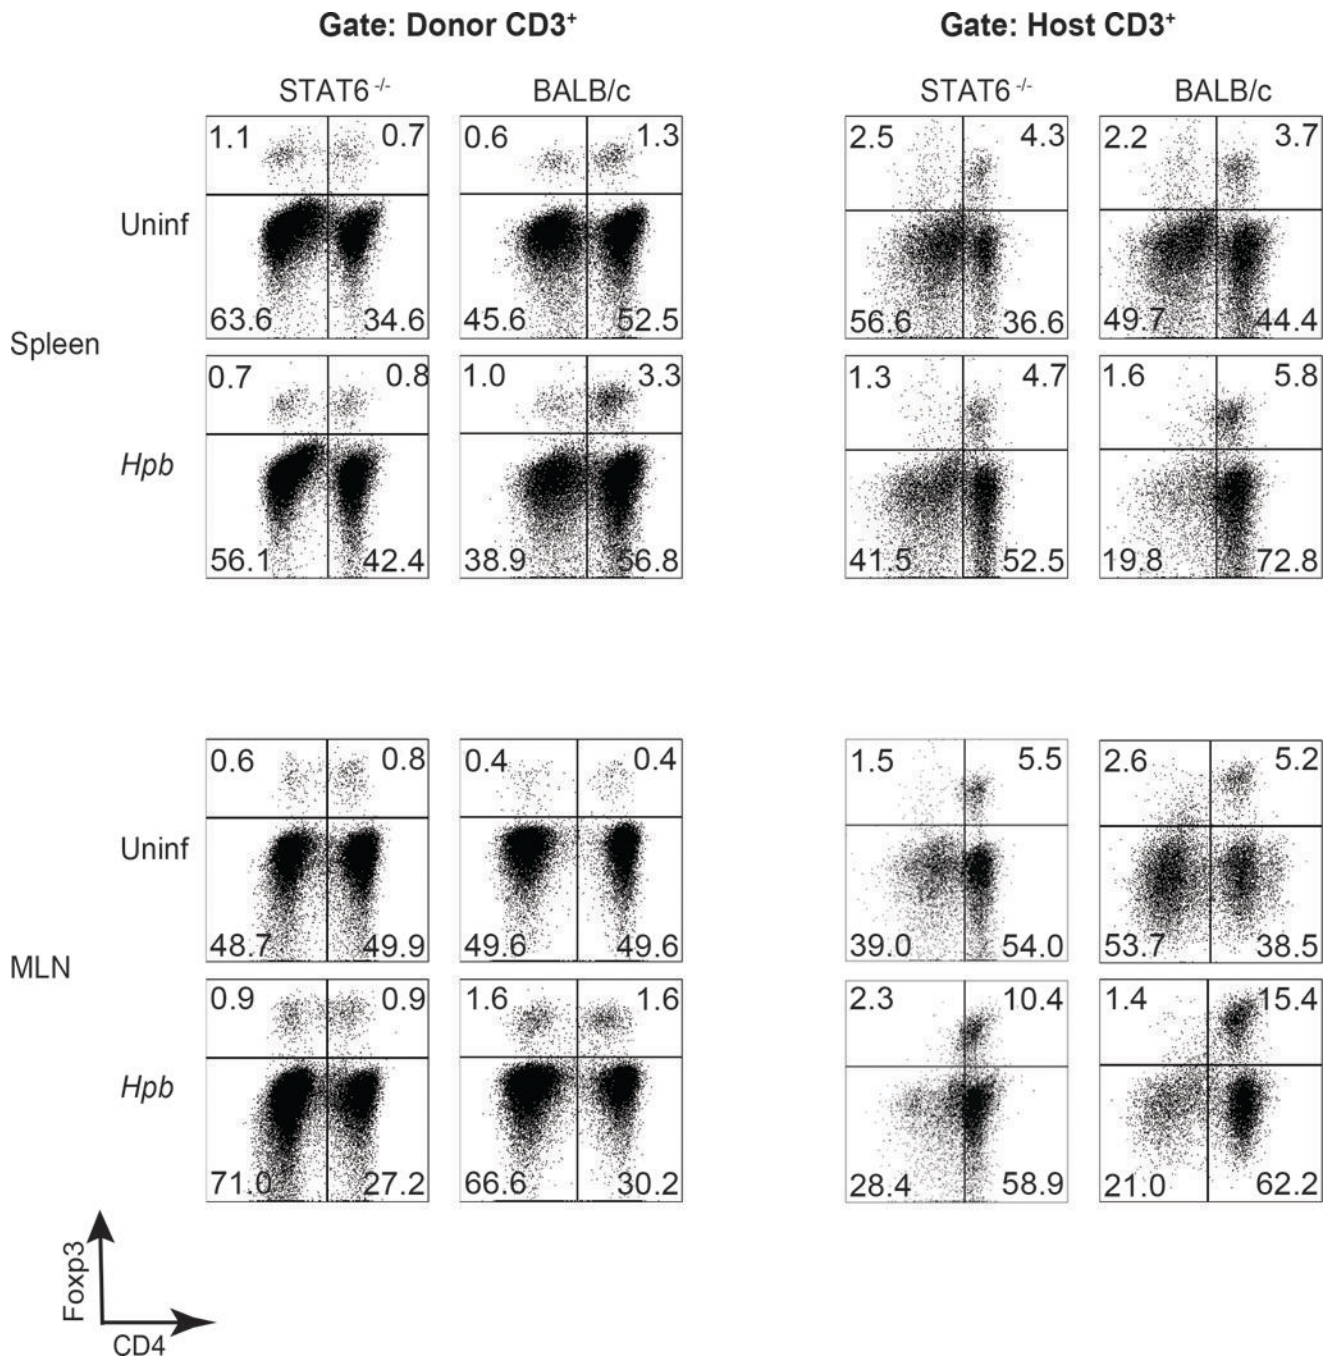 Gate: Donor CD3+ Gate: Host CD3+
STAT6 -/- BALB/c STAT6 -/- BALB/c
1.1 0.7 0.6 1.3 2.5 4.3 2.2 3.7
Uninf
63.6 34.6 45.6 52.5 56.6 36.6 49.7 44.4
Spleen
0.7 0.8 1.0 3.3 1.3 4.7 1.6 5.8
Hpb
56.1 42.4 38.9 56.8 41.5 52.5 19.8 72.8
0.6 0.8 0.4 0.4 1.5 5.5 2.6 5.2
Uninf
48.7 49.9 49.6 49.6 39.0 54.0 53.7 38.5
MLN
0.9 0.9 1.6 1.6 2.3 10.4 1.4 15.4
Hpb
71.0 27.2 66.6 30.2 28.4 58.9 21.0 62.2
Foxp3
CD4